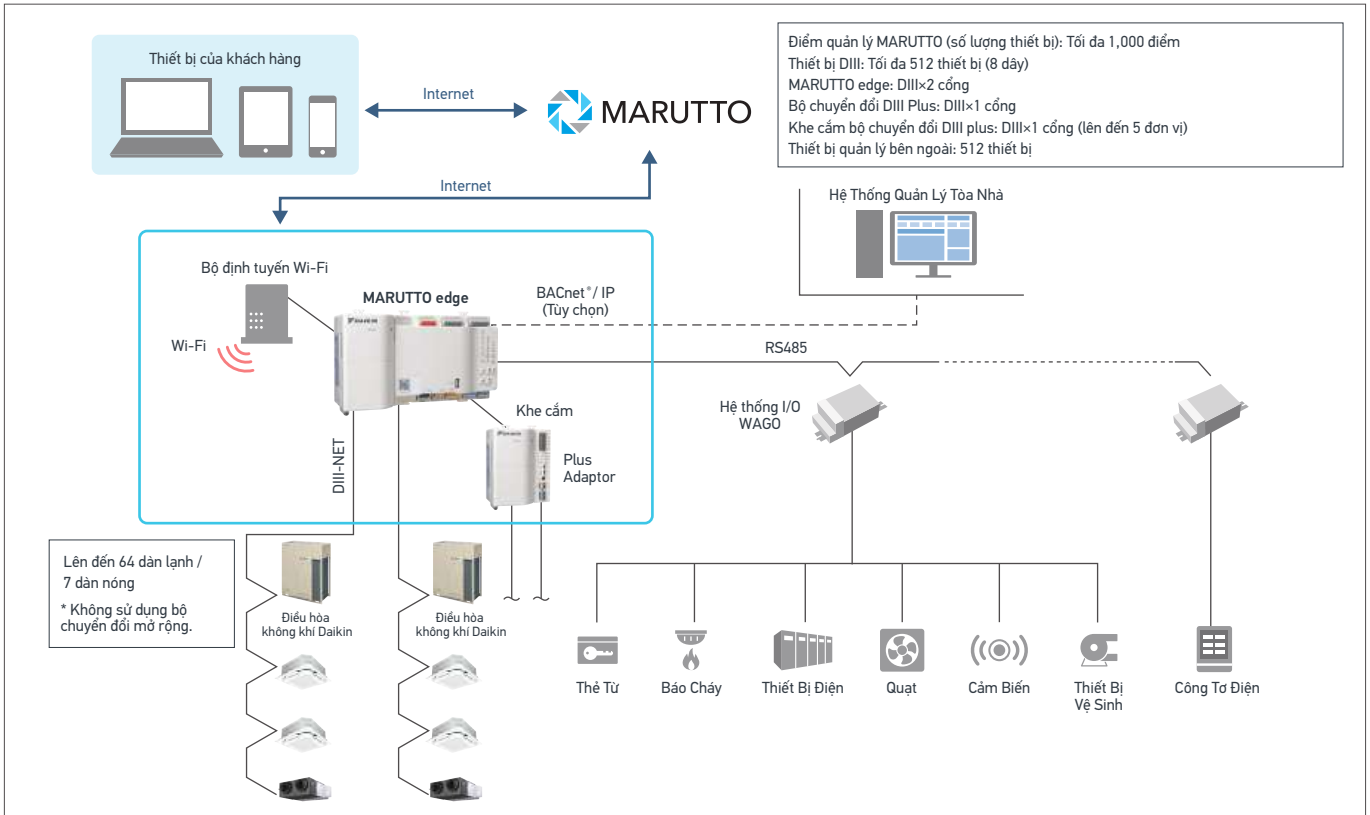 Thiết bị của khách hàng
Internet
MARUTTO
Điểm quản lý MARUTTO (số lượng thiết bị): Tối đa 1,000 điểm
Thiết bị DIII: Tối đa 512 thiết bị (8 dây)
MARUTTO edge: DIII×2 cổng
Bộ chuyển đổi DIII Plus: DIII×1 cổng
Khe cắm bộ chuyển đổi DIII plus: DIII×1 cổng (lên đến 5 đơn vị)
Thiết bị quản lý bên ngoài: 512 thiết bị
Internet
Hệ Thống Quản Lý Tòa Nhà
Bộ định tuyến Wi-Fi
MARUTTO edge
BACnet®/ IP
(Tùy chọn)
Wi-Fi
DAIKIN
RS485
Khe cắm
Plus
Adaptor
Hệ thống I/O
WAGO
DIII-NET
Lên đến 64 dàn lạnh /
7 dàn nóng
* Không sử dụng bộ
chuyển đổi mở rộng.
Điều hòa
không khí Daikin
Điều hòa
không khí Daikin
Thẻ Từ
Báo Cháy
Thiết Bị Điện
Quạt
Cảm Biến
Thiết Bị
Vệ Sinh
Công Tơ Điện